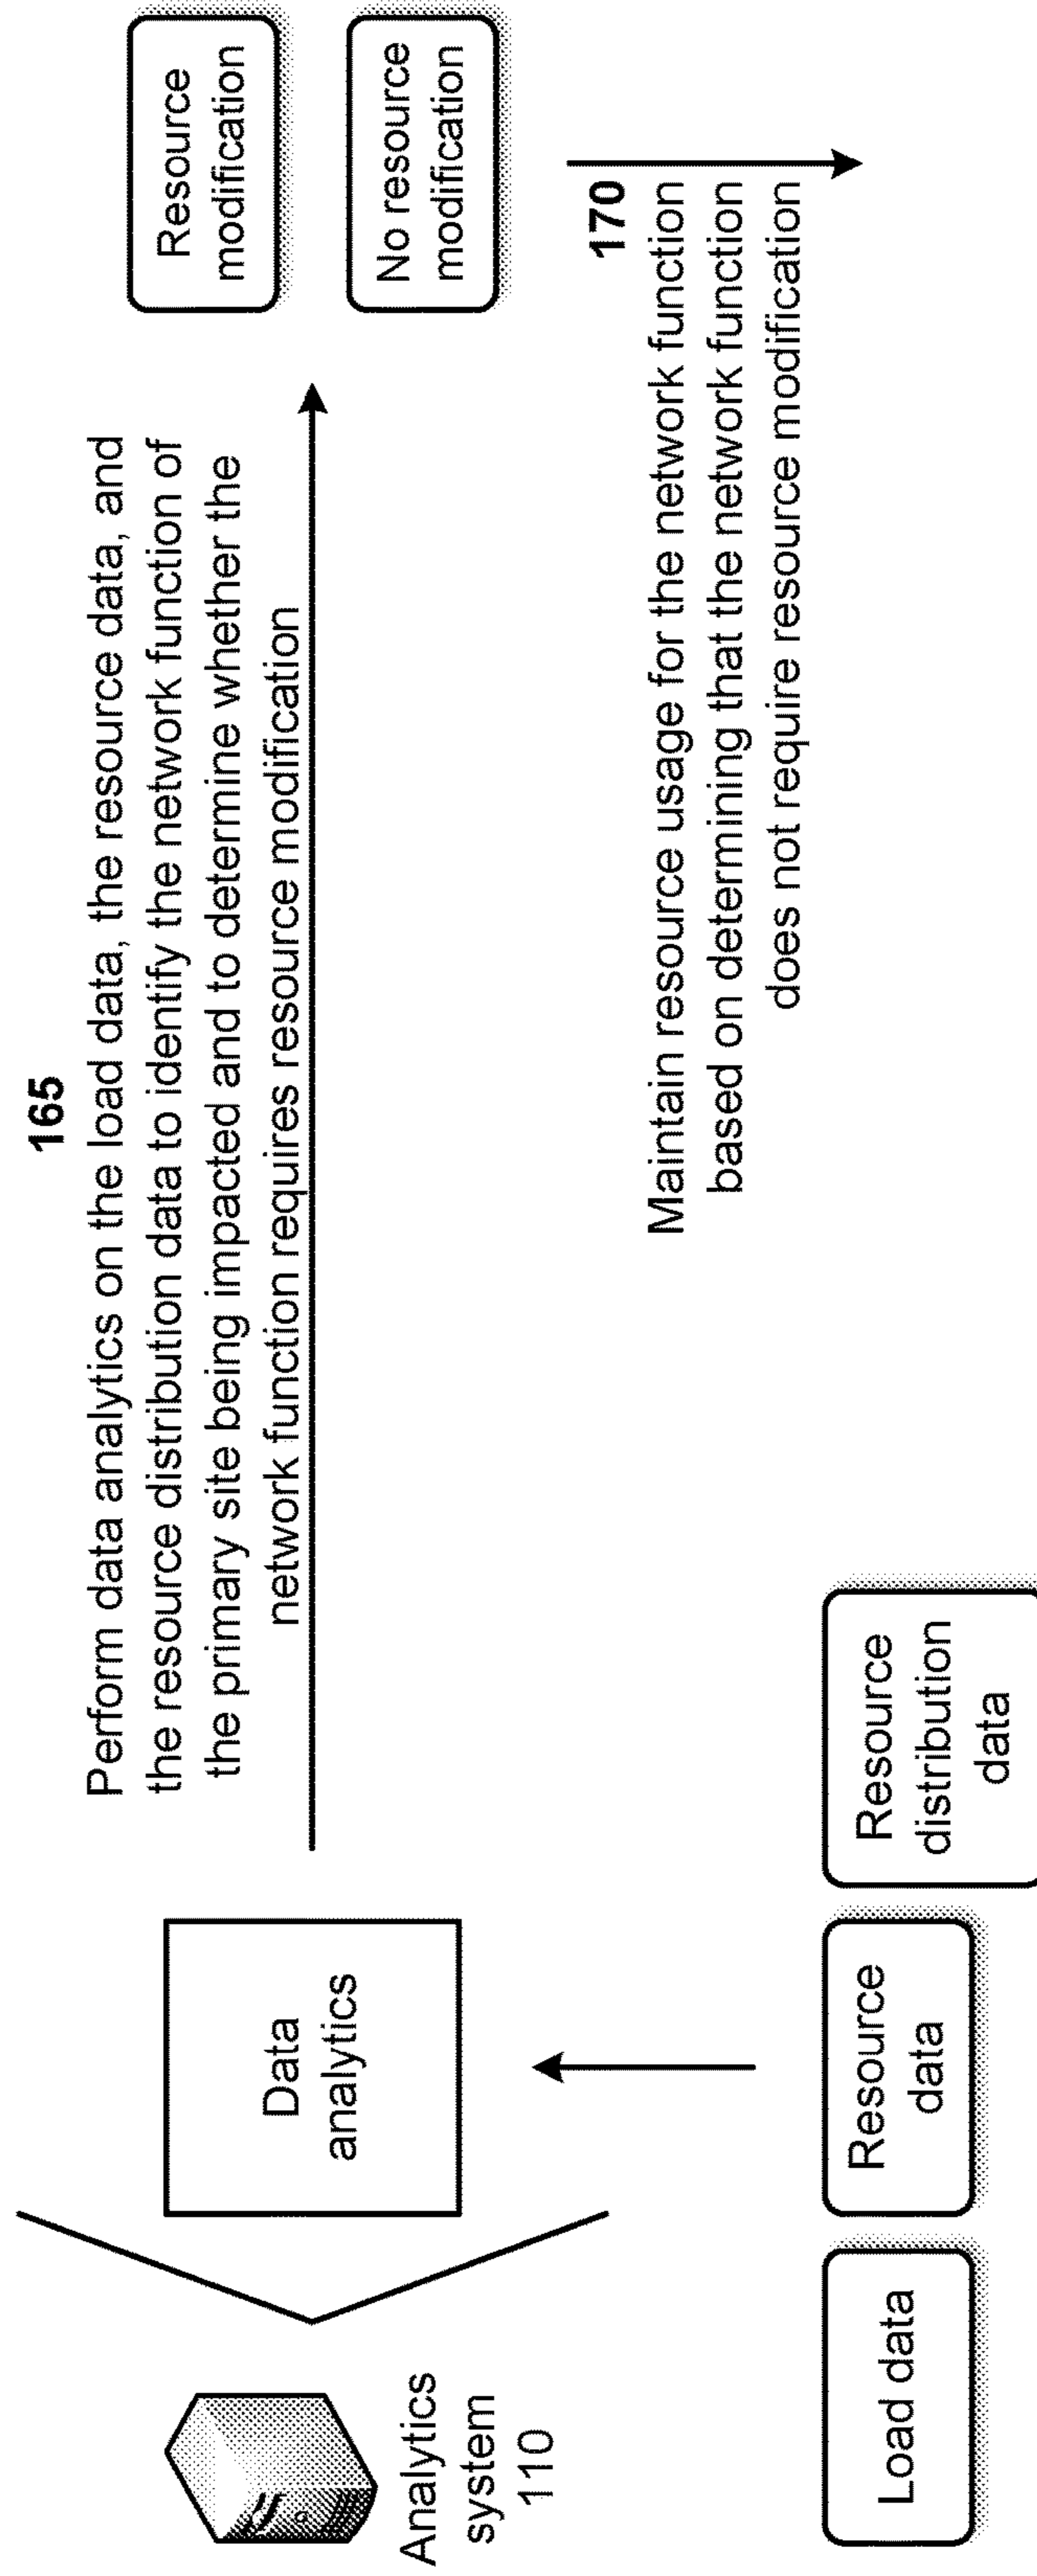 165
Perform data analytics on the load data, the resource data, and
the resource distribution data to identify the network function of
the primary site being impacted and to determine whether the
network function requires resource modification
Analytics
system
110
Data
analytics
Resource
modification
No resource
modification
170
Maintain resource usage for the network function
based on determining that the network function
does not require resource modification
Load data
Resource
data
Resource
distribution
data